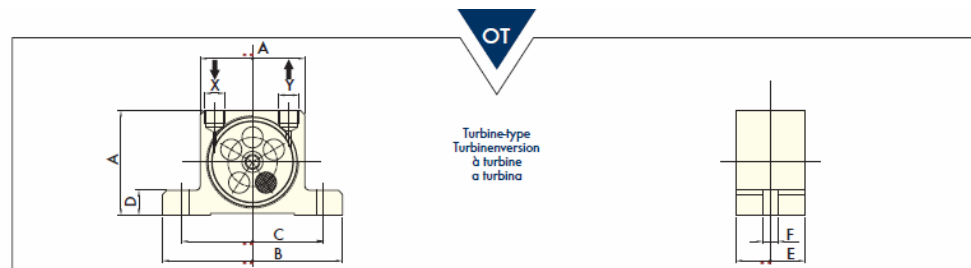 OT
A
X
Y
A
Turbine-type
Turbinenversion
à turbine
a turbina
D
C
B
F
E